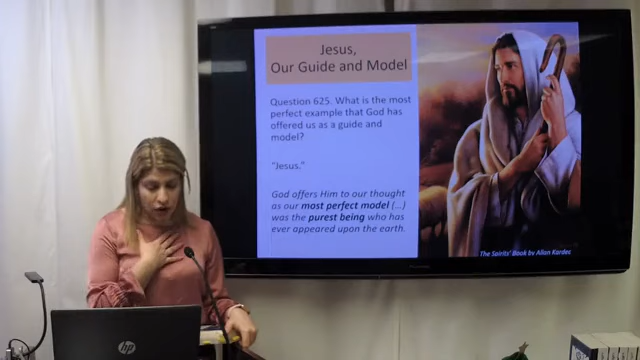 Jesus,
Our Guide and Model
Question 625. What is the most
perfect example that God has
offered us as a guide and
model?
"Jesus."
God offers Him to our thought
as our most perfect model (...)
was the purest being who has
ever appeared upon the earth.
The Spirits' Book by Allan Kardec
hp